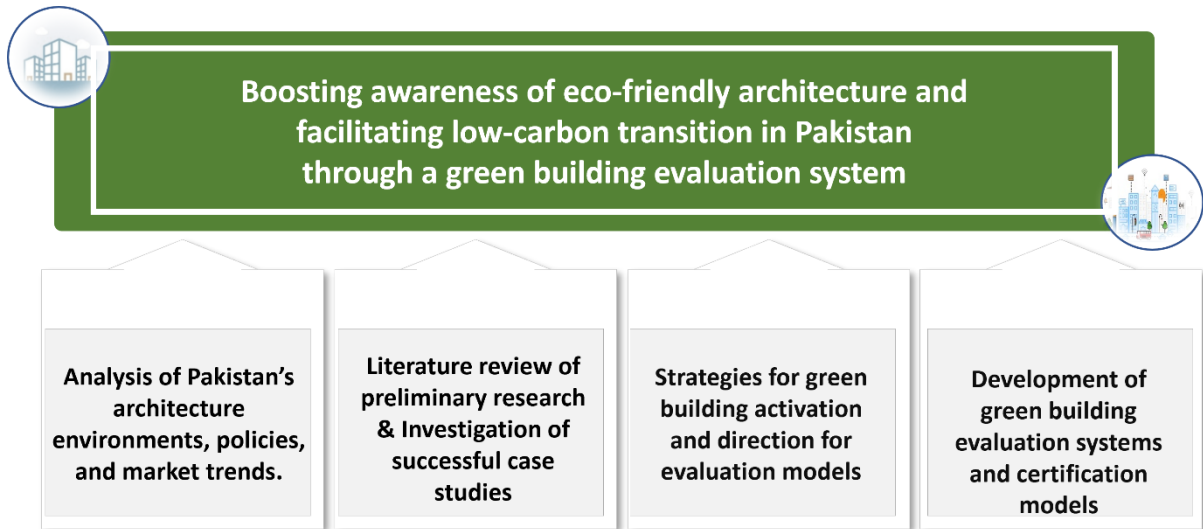 Boosting awareness of eco-friendly architecture and
facilitating low-carbon transition in Pakistan
through a green building evaluation system
Analysis of Pakistan’s
architecture
environments, policies,
and market trends.
Literature review of
preliminary research
& Investigation of
successful case
studies
Strategies for green
building activation
and direction for
evaluation models
Development of
green building
evaluation systems
and certification
models